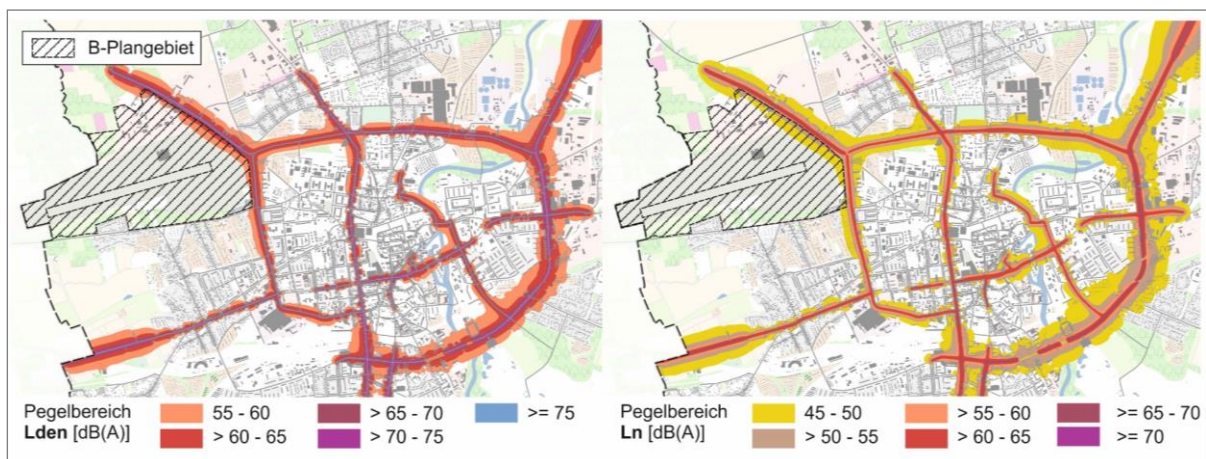 B-Plangebiet
Pegelbereich
Lden [dB(A)]
55 - 60
> 60 - 65
> 65 - 70
> 70 - 75
>= 75
Pegelbereich
Ln [dB(A)]
45 - 50
> 50 - 55
> 55 - 60
> 60 - 65
>= 65 - 70
>= 70